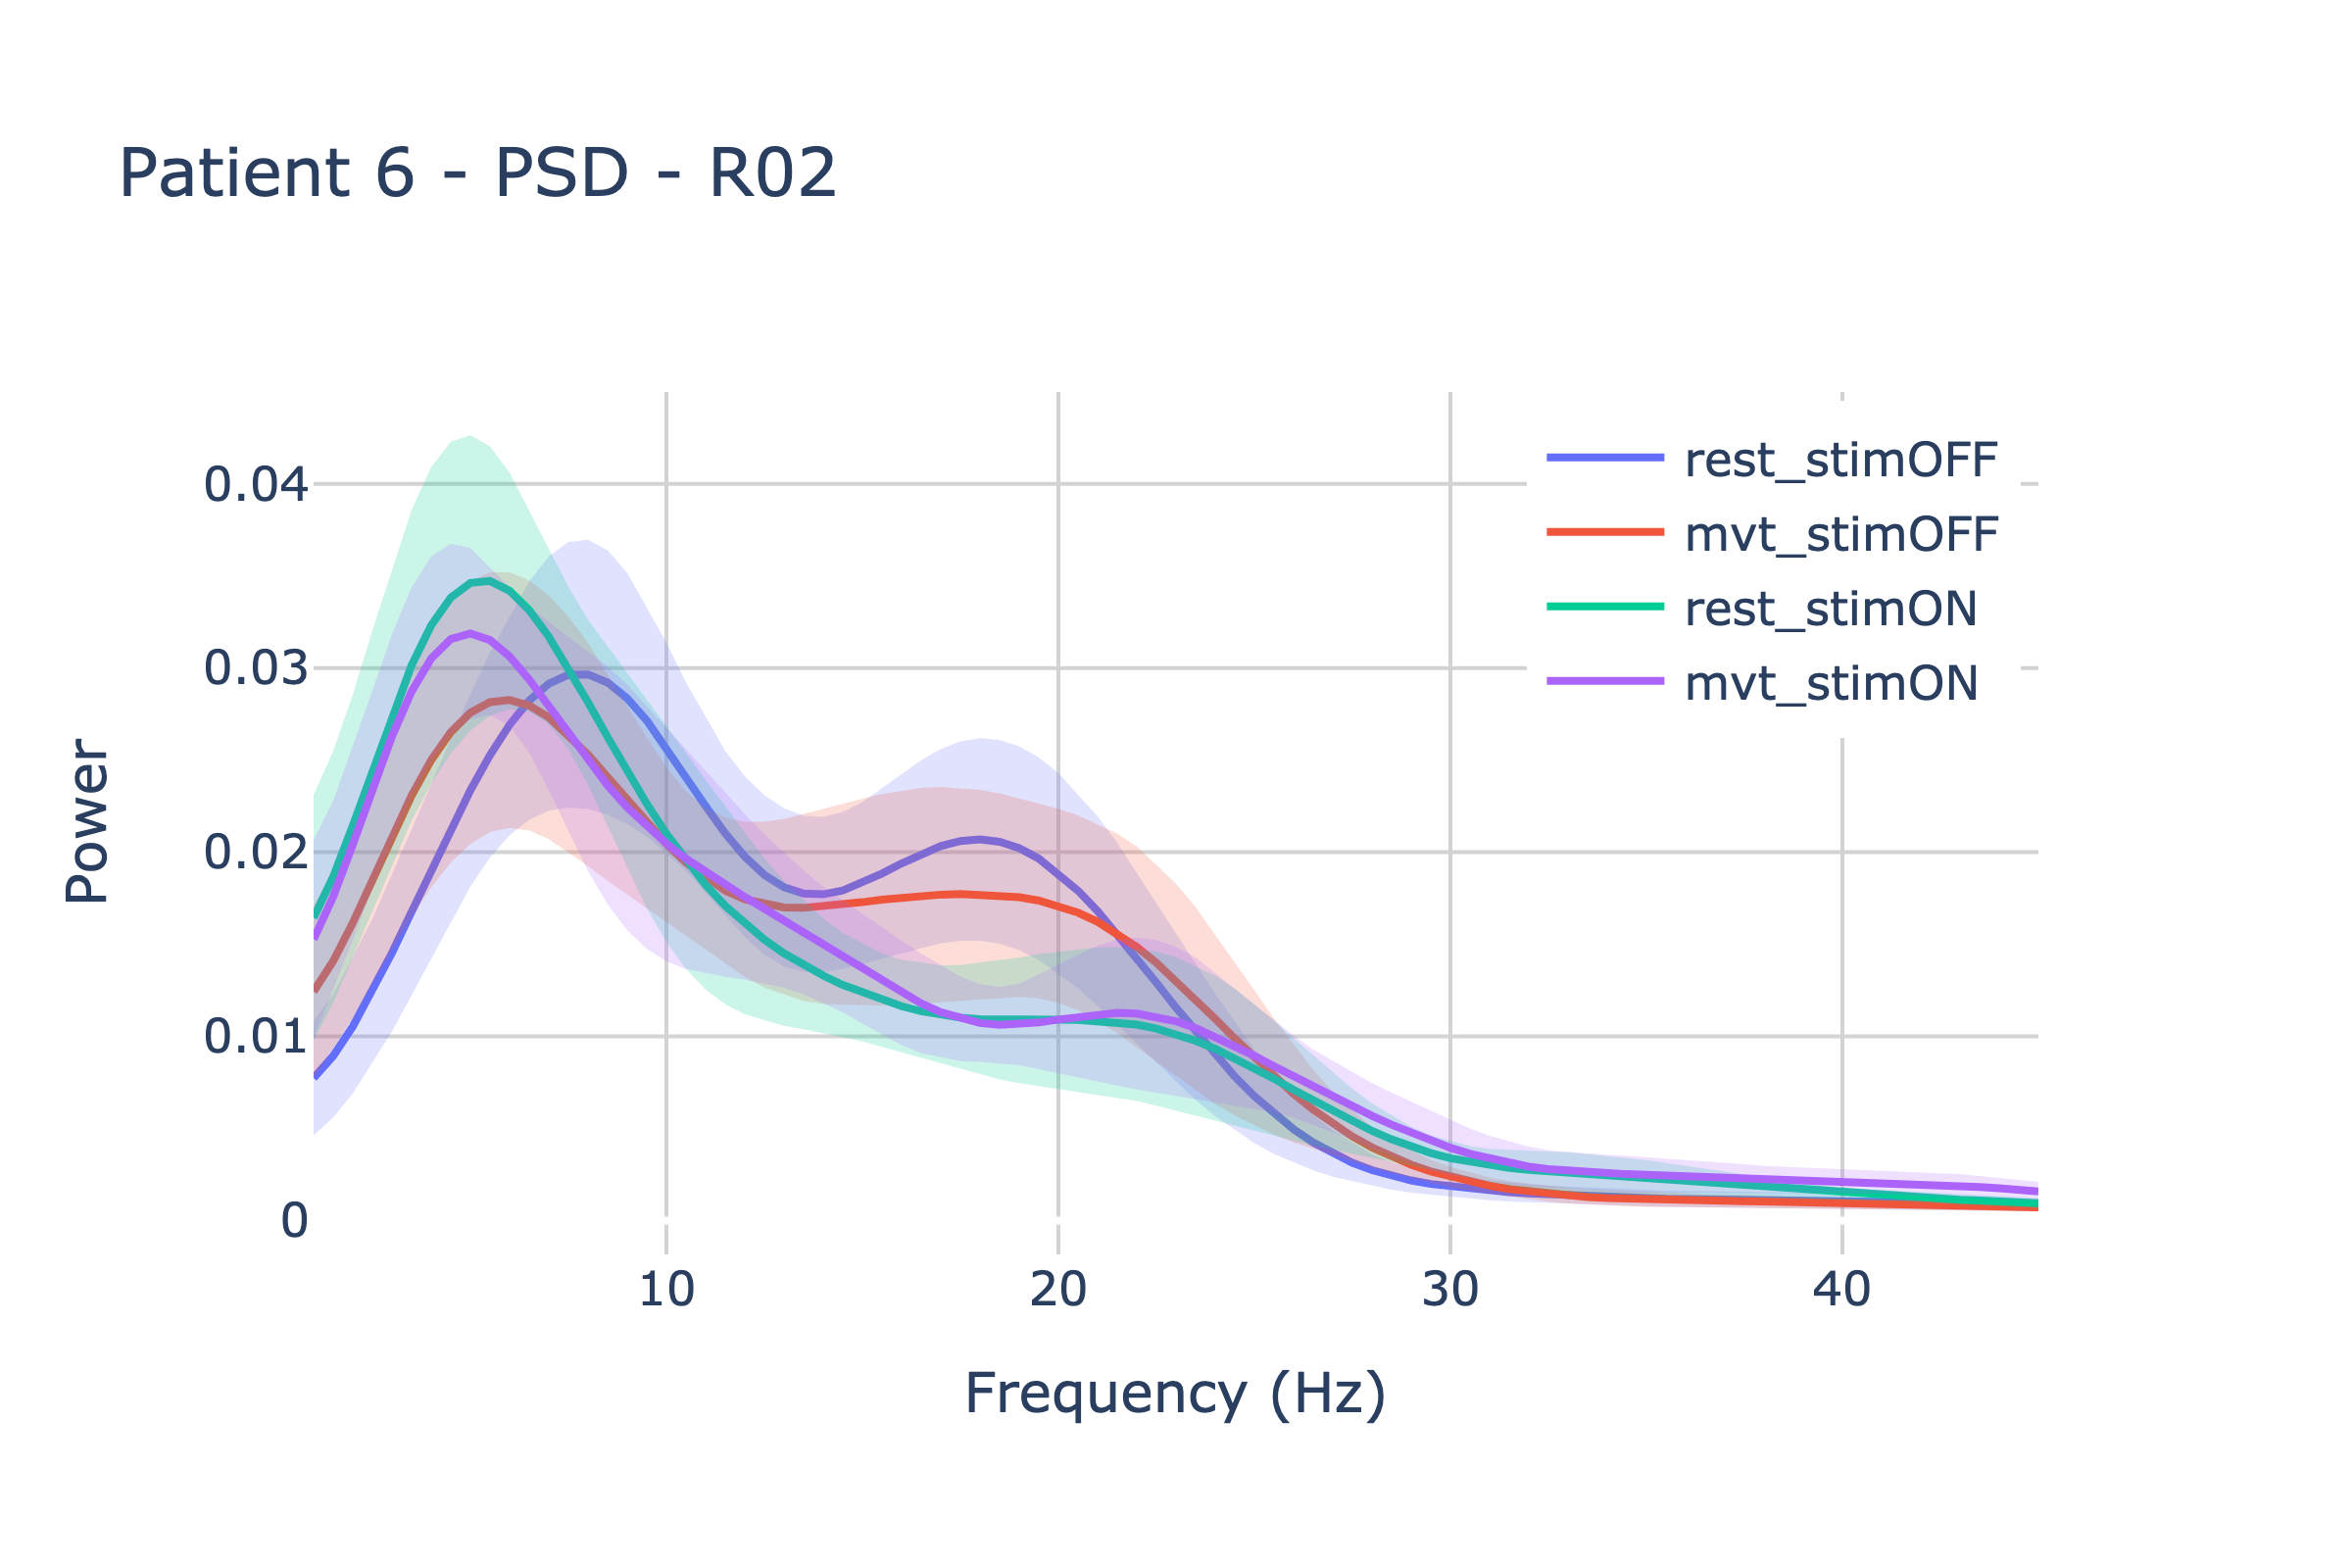 Patient 6 - PSD - R02
rest_stimOFF
mvt_stimOFF
rest_stimON
mvt_stimON
Power
0.04
0.03
0.02
0.01
0
10 20 30 40
Frequency (Hz)